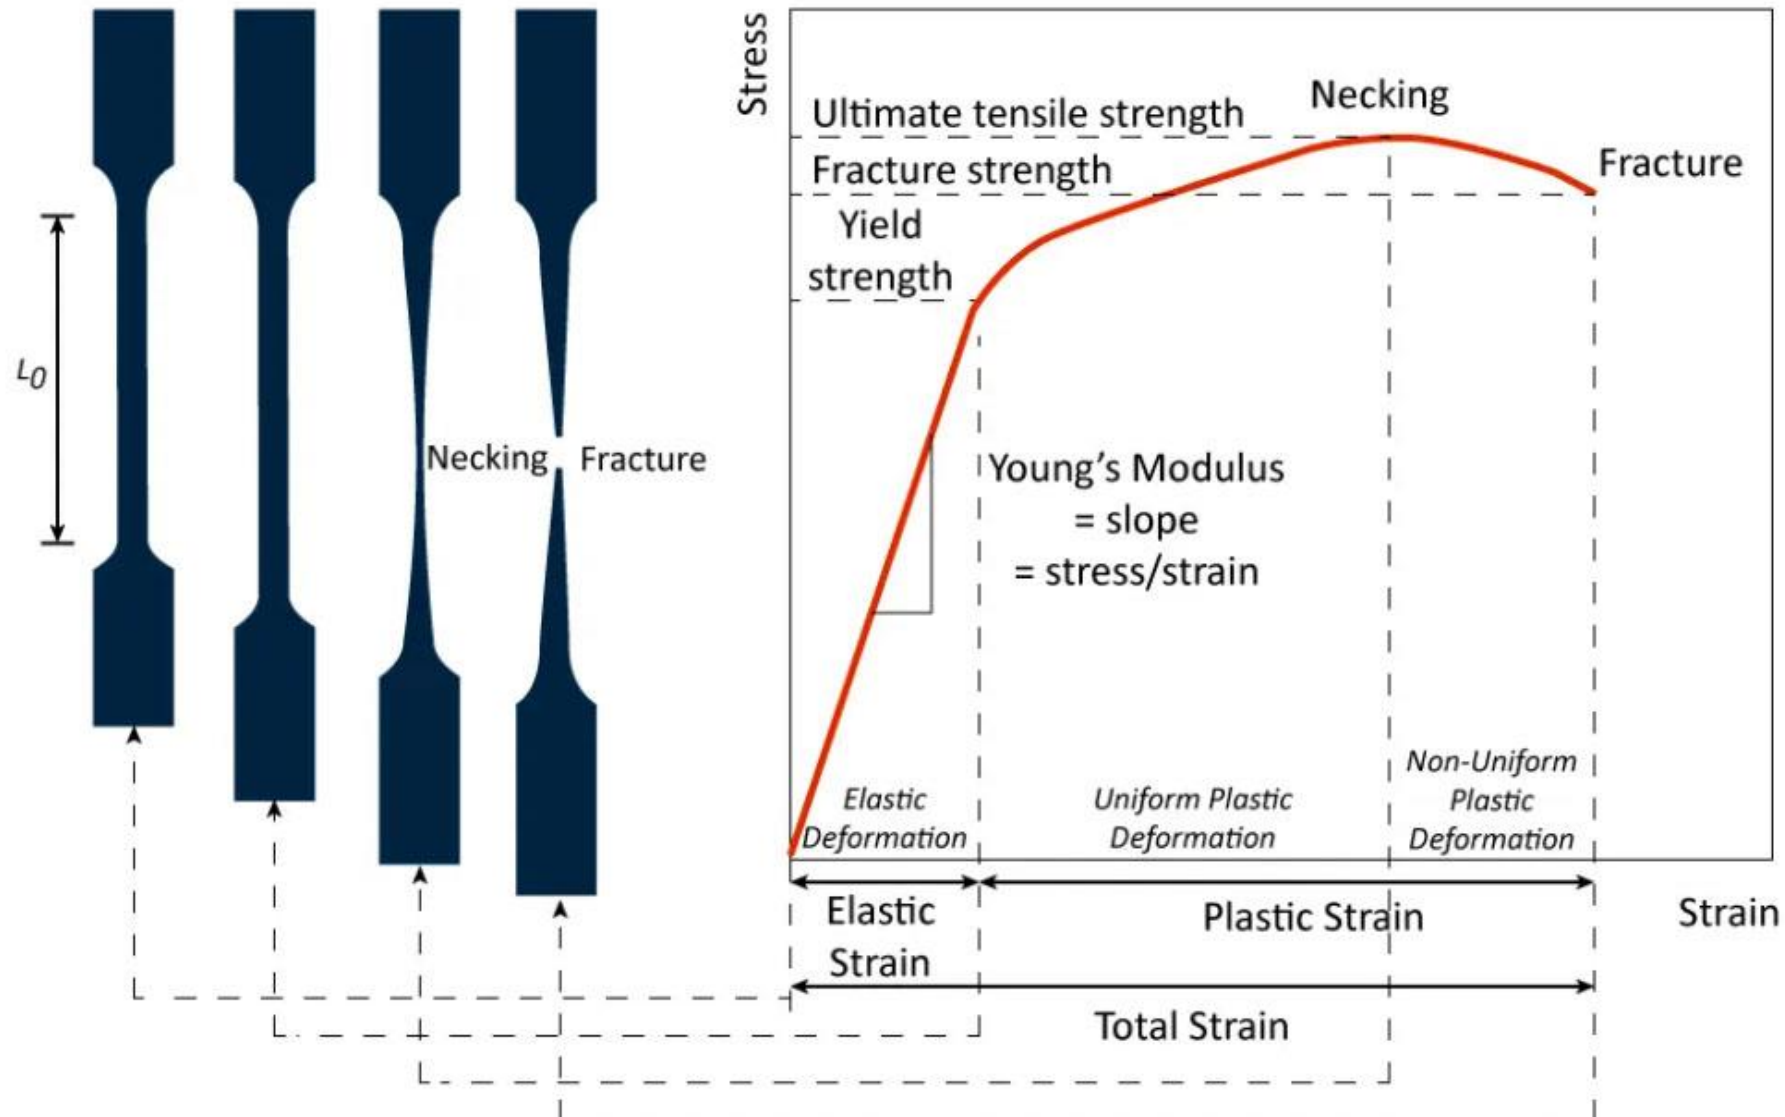 L0
Necking
Fracture
Stress
Ultimate tensile strength
Necking
Fracture strength
Fracture
Yield
strength
Young's Modulus
= slope
= stress/strain
Elastic
Deformation
Uniform Plastic
Deformation
Non-Uniform
Plastic
Deformation
Elastic
Strain
Plastic Strain
Strain
Total Strain